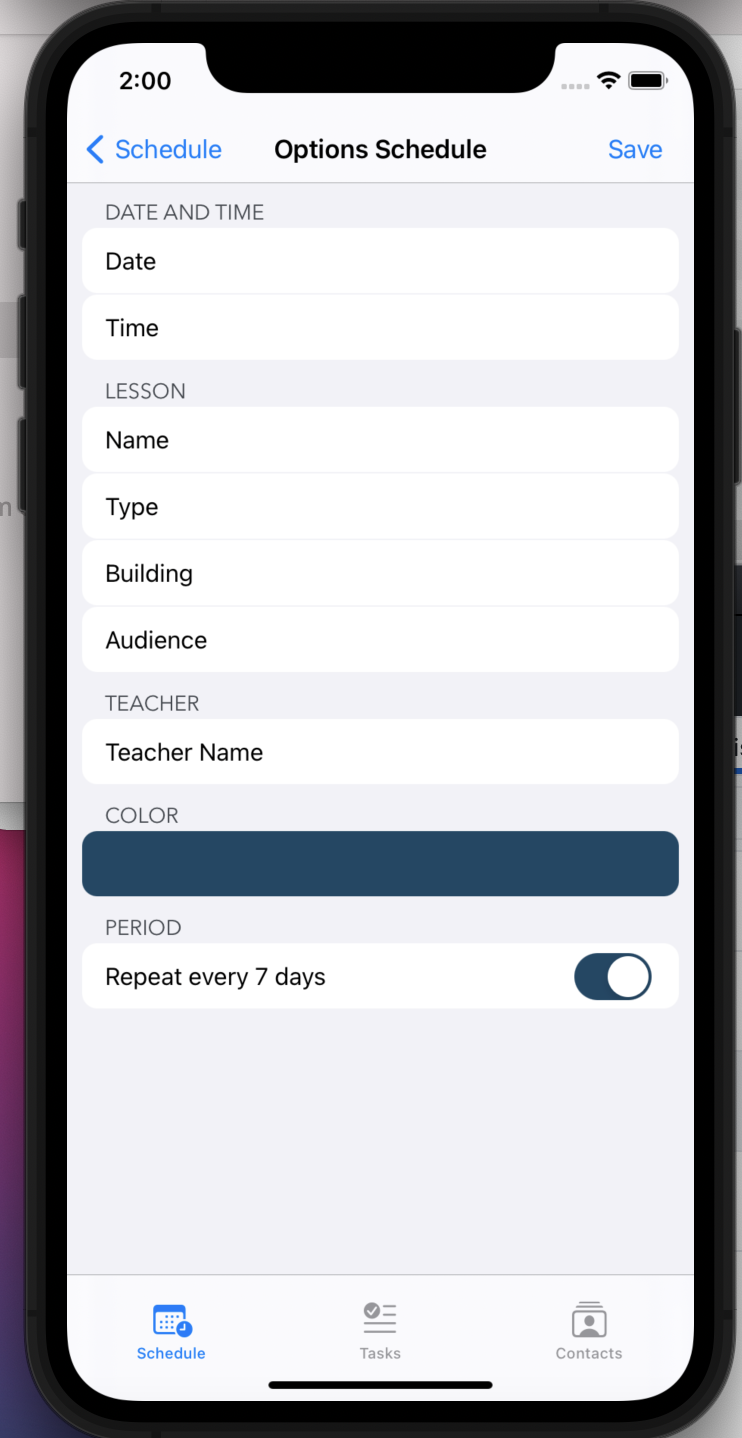 2:00
Schedule Options Schedule Save
DATE AND TIME
Date
Time
LESSON
Name
Type
Building
Audience
TEACHER
Teacher Name
COLOR
PERIOD
Repeat every 7 days
Schedule Tasks Contacts